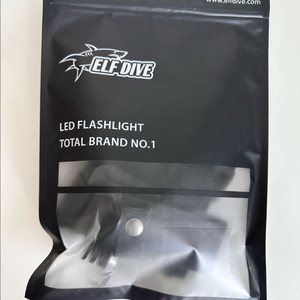 www.elfdive.com
ELF DIVE
LED FLASHLIGHT
TOTAL BRAND NO.1